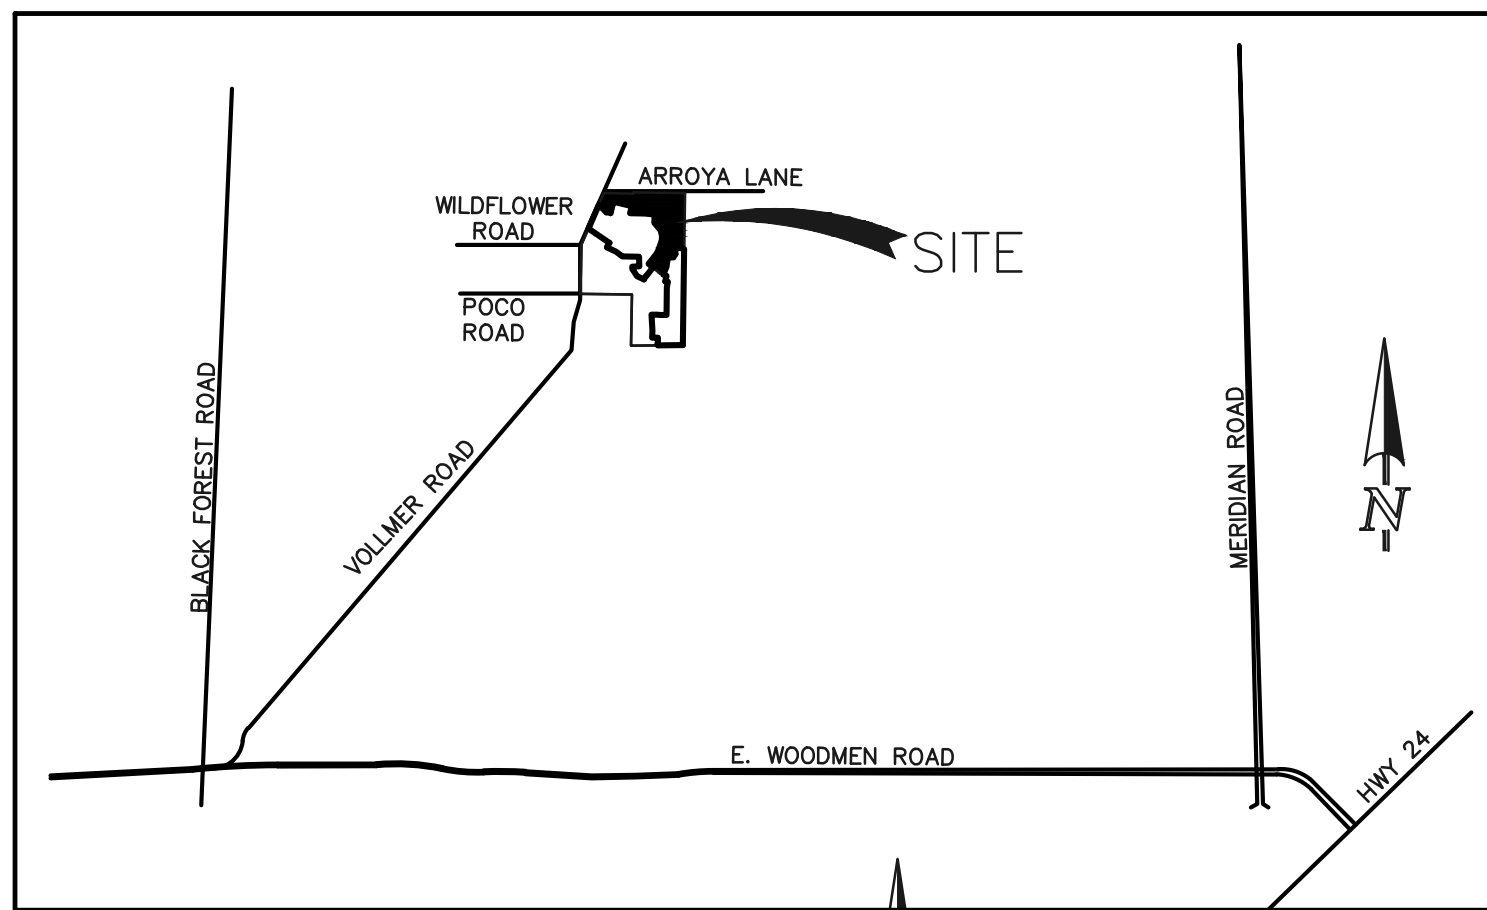 ARROYA LANE
WILDFLOWER
ROAD
SITE
POCO
ROAD
BLACK FOREST ROAD
VOLLMER ROAD
MERIDIAN ROAD
N
E. WOODMEN ROAD
HWY 24